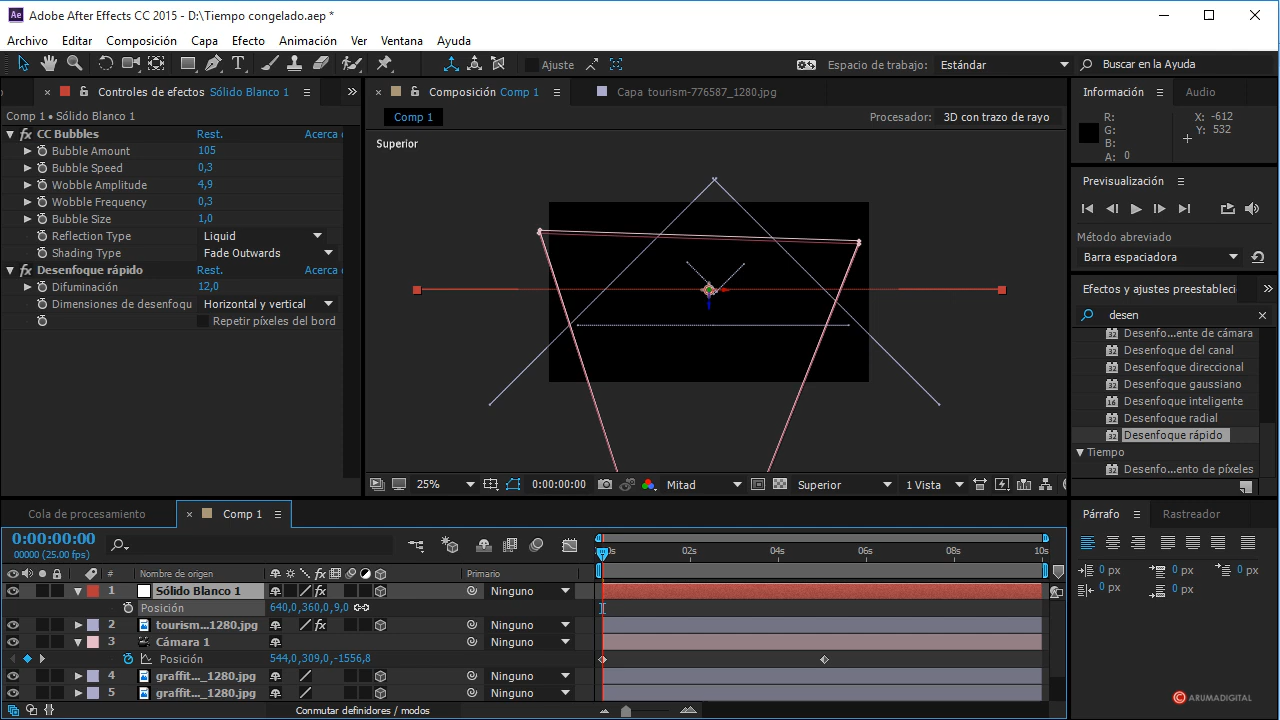 Adobe After Effects CC 2015 - D:\Tiempo congelado.aep *
Archivo Editar Composición Capa Efecto Animación Ver Ventana Ayuda
Ajuste Espacio de trabajo: Estándar Buscar en la Ayuda
Controles de efectos Sólido Blanco 1
Comp 1 • Sólido Blanco 1
CC Bubbles Rest. Acerca
Bubble Amount 105
Bubble Speed 0,3
Wobble Amplitude 4,9
Wobble Frequency 0,3
Bubble Size 1,0
Reflection Type Liquid
Shading Type Fade Outwards
Desenfoque rápido Rest. Acerca
Difuminación 12,0
Dimensiones de desenfoqu Horizontal y vertical
Repetir píxeles del bord
Composición Comp 1 Capa tourism-776587_1280.jpg
Comp 1 Procesador: 3D con trazo de rayo
Superior
25% 0:00:00:00 Mitad Superior 1 Vista
Información Audio
R: X: -612
G: Y: 532
B:
A: 0
Previsualización
Método abreviado
Barra espaciadora
Efectos y ajustes preestableci
desen
Desenfo...ente de cámara
Desenfoque del canal
Desenfoque direccional
Desenfoque gaussiano
Desenfoque inteligente
Desenfoque radial
Desenfoque rápido
Tiempo
Desenfo...ento de píxeles
Cola de procesamiento Comp 1
0:00:00:00
00000 (25.00 fps)
0s 02s 04s 06s 08s 10s
# Nombre de origen Primario
1 Sólido Blanco 1 Ninguno
Posición 640,0,360,0,9,0
2 tourism..._1280.jpg Ninguno
3 Cámara 1 Ninguno
Posición 544,0,309,0,-1556,8
4 graffit..._1280.jpg Ninguno
5 graffit..._1280.jpg Ninguno
Conmutar definidores / modos
Párrafo Rastreador
0 px 0 px 0 px
0 px 0 px
ARUMADIGITAL